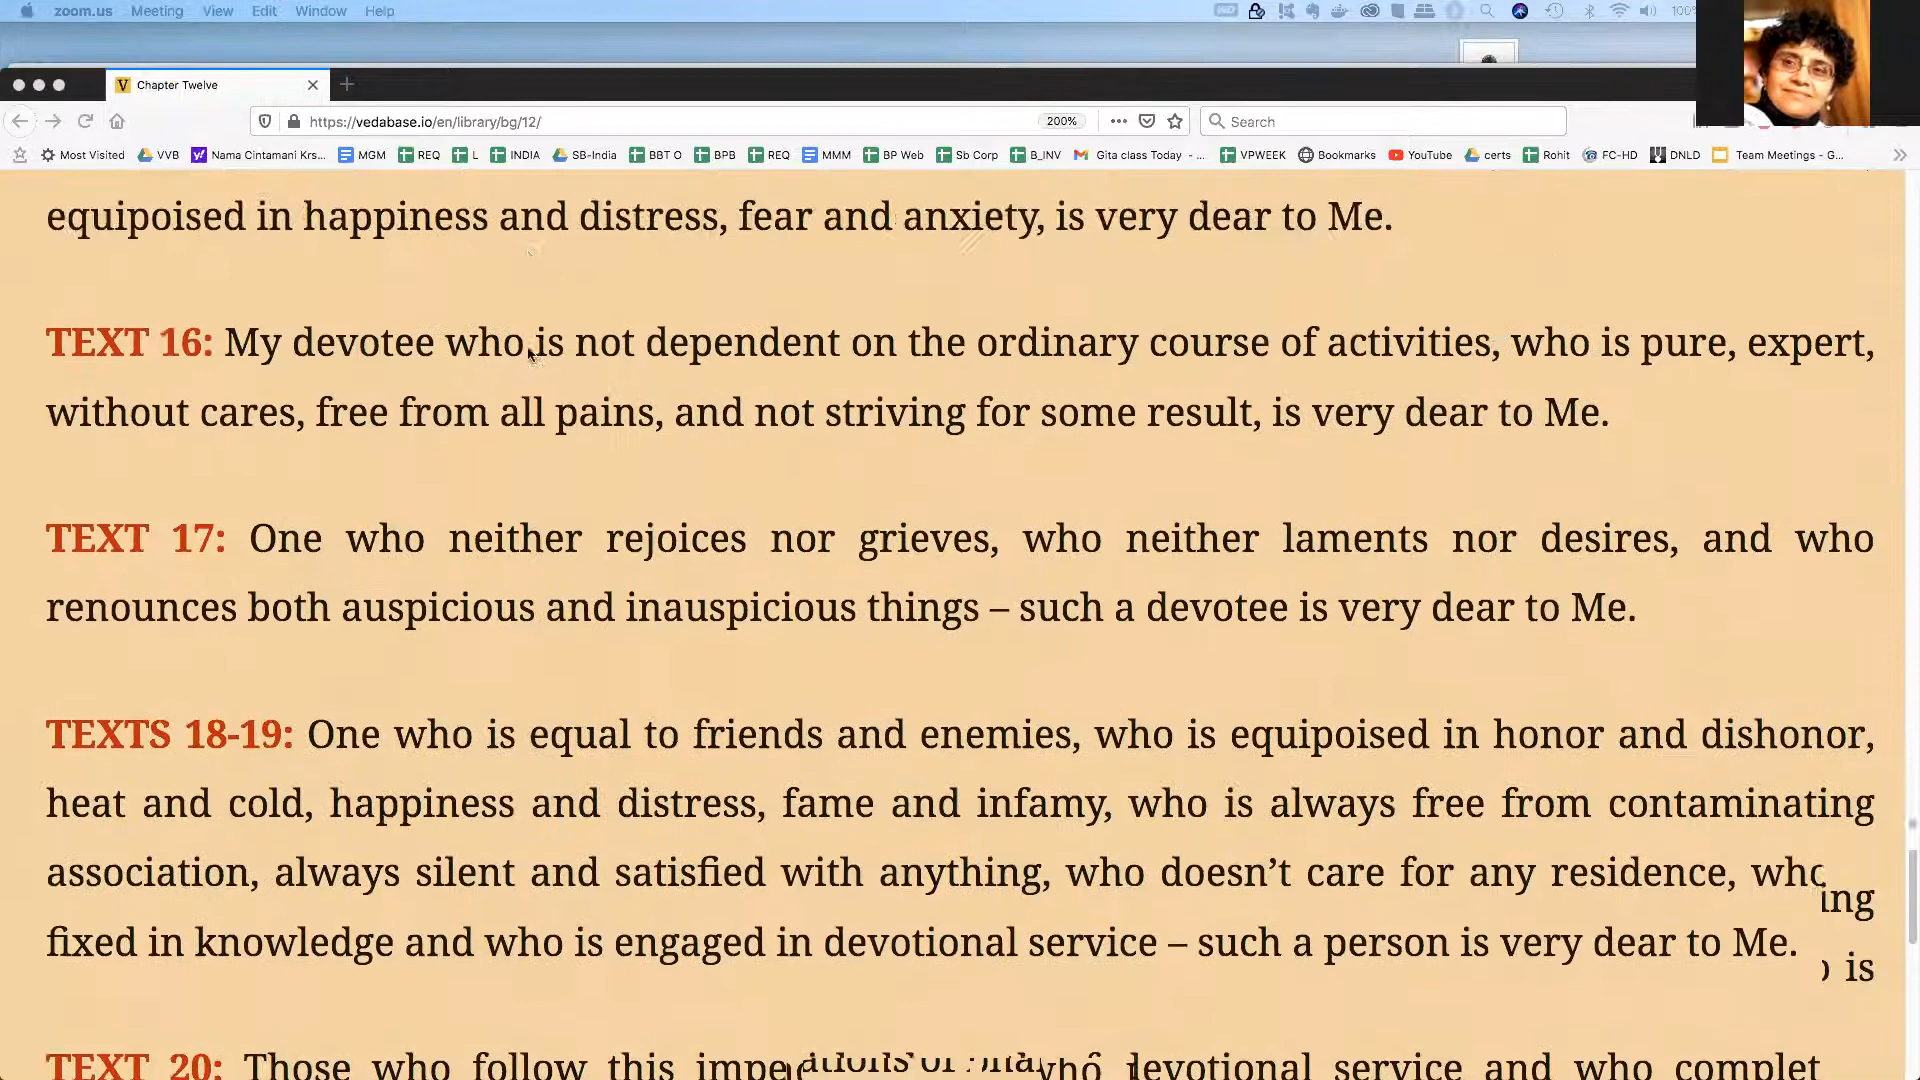 zoom.us Meeting View Edit Window Help 100%
Chapter Twelve
https://vedabase.io/en/library/bg/12/ 200% Search
Most Visited VVB Nama Cintamani Krs... MGM REQ L INDIA SB-India BBT O BPB REQ MMM BP Web Sb Corp B_INV Gita class Today - ... VPWEEK Bookmarks YouTube certs Rohit FC-HD DNLD Team Meetings - G...
equipoised in happiness and distress, fear and anxiety, is very dear to Me.
TEXT 16: My devotee who is not dependent on the ordinary course of activities, who is pure, expert,
without cares, free from all pains, and not striving for some result, is very dear to Me.
TEXT 17: One who neither rejoices nor grieves, who neither laments nor desires, and who
renounces both auspicious and inauspicious things – such a devotee is very dear to Me.
TEXTS 18-19: One who is equal to friends and enemies, who is equipoised in honor and dishonor,
heat and cold, happiness and distress, fame and infamy, who is always free from contaminating
association, always silent and satisfied with anything, who doesn’t care for any residence, who
ing
fixed in knowledge and who is engaged in devotional service – such a person is very dear to Me.
is
TEXT 20: Those who follow this devotional service and who complet